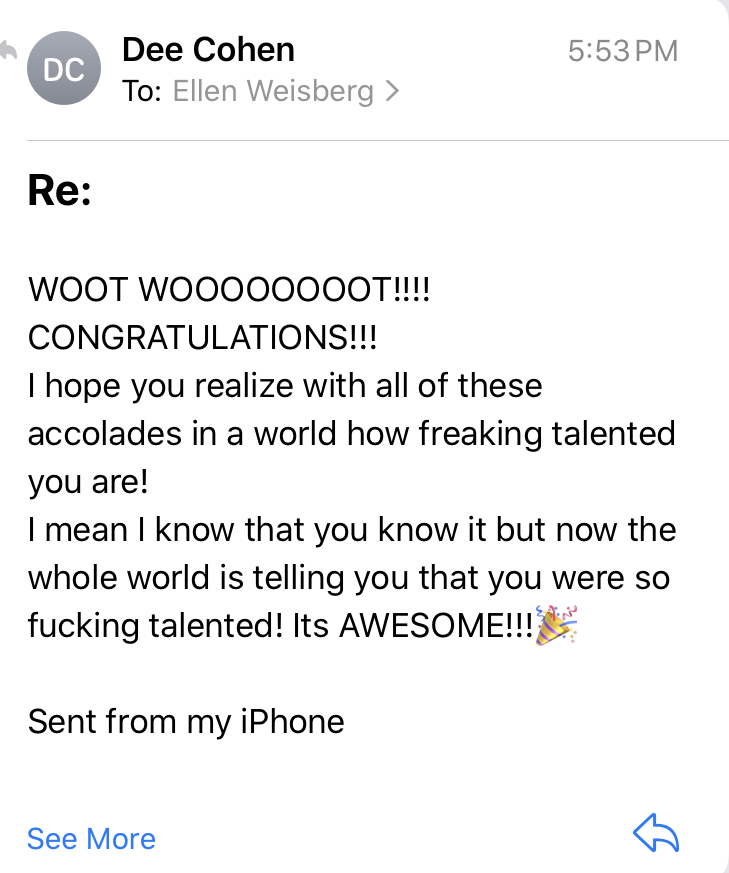 DC
Dee Cohen
5:53 PM
To: Ellen Weisberg >
Re:
WOOT WOOOOOOOOT!!!!
CONGRATULATIONS!!!
I hope you realize with all of these
accolades in a world how freaking talented
you are!
I mean I know that you know it but now the
whole world is telling you that you were so
fucking talented! Its AWESOME!!!🎉
Sent from my iPhone
See More